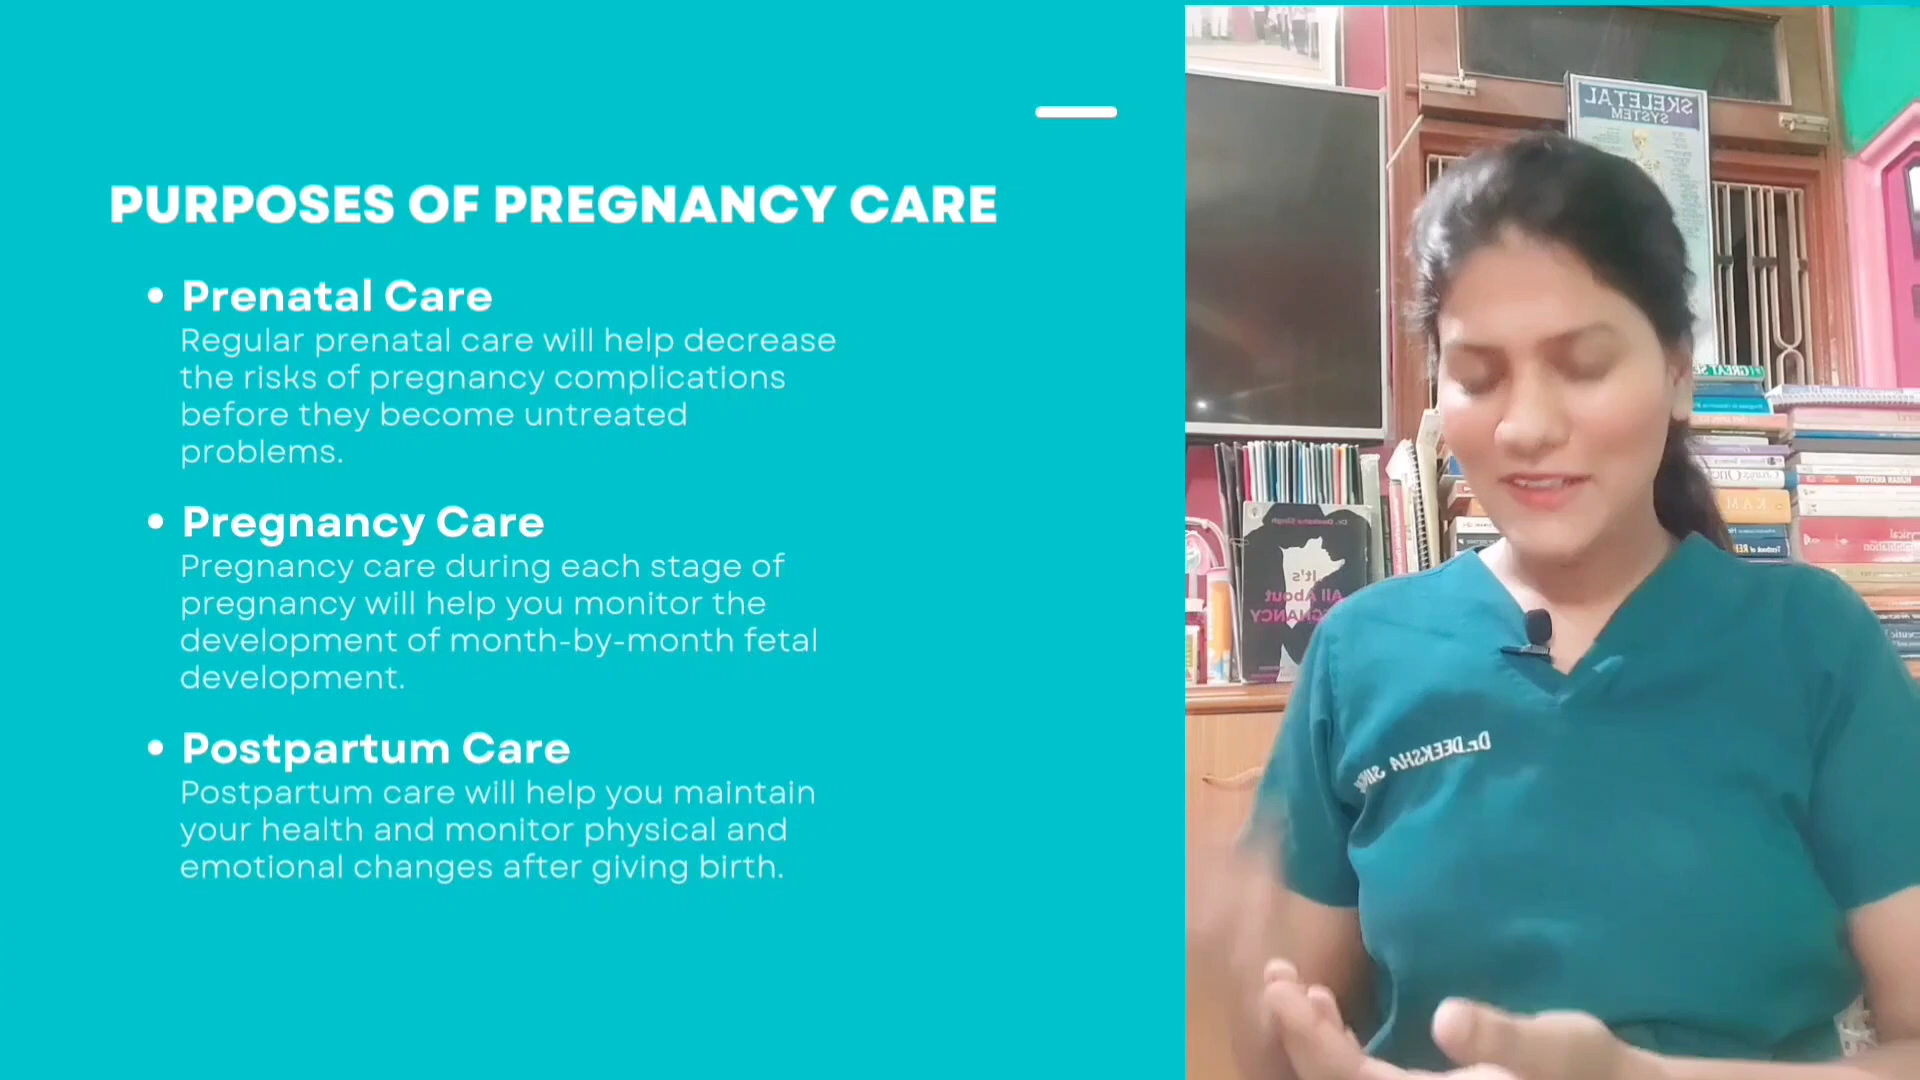 PURPOSES OF PREGNANCY CARE
Prenatal Care
Regular prenatal care will help decrease
the risks of pregnancy complications
before they become untreated
problems.
Pregnancy Care
Pregnancy care during each stage of
pregnancy will help you monitor the
development of month-by-month fetal
development.
Postpartum Care
Postpartum care will help you maintain
your health and monitor physical and
emotional changes after giving birth.
SKELETAL
SYSTEM
Dr. Deeksha Singh
It's
All About
Dr. DEEKSHA